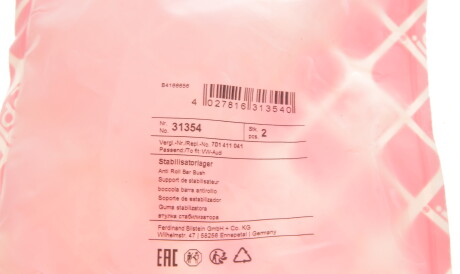 4 027816 313540
Nr.
No. 31354 Stk.
pcs. 2
Vergl.-Nr./Repl.-No. 701 411 041
Passend/To fit VW-Aud
Stabilisatorlager
Anti Roll Bar Bush
Support de stabilisateur
boccola barra antirollio
Soporte de estabilizador
Guma stabilizatora
втулка стабилизатора
Ferdinand Bilstein GmbH + Co. KG
Wilhelmstr. 47 | 58256 Ennepetal | Germany
EAC